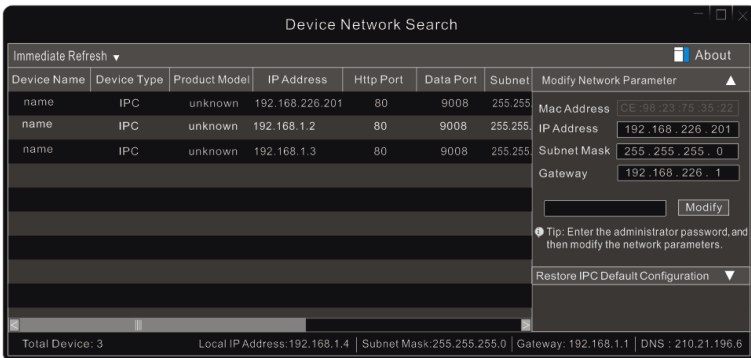 Device Network Search
Immediate Refresh ▼ About
Device Name Device Type Product Model IP Address Http Port Data Port Subnet
name IPC unknown 192.168.226.201 80 9008 255.255
name IPC unknown 192.168.1.2 80 9008 255.255.
name IPC unknown 192.168.1.3 80 9008 255.255.
Modify Network Parameter ▲
Mac Address CE:98:23:75:35:22
IP Address 192.168.226.201
Subnet Mask 255.255.255.0
Gateway 192.168.226.1
Modify
Tip: Enter the administrator password,and
then modify the network parameters.
Restore IPC Default Configuration ▼
Total Device: 3 Local IP Address:192.168.1.4 | Subnet Mask:255.255.255.0 | Gateway: 192.168.1.1 | DNS : 210.21.196.6